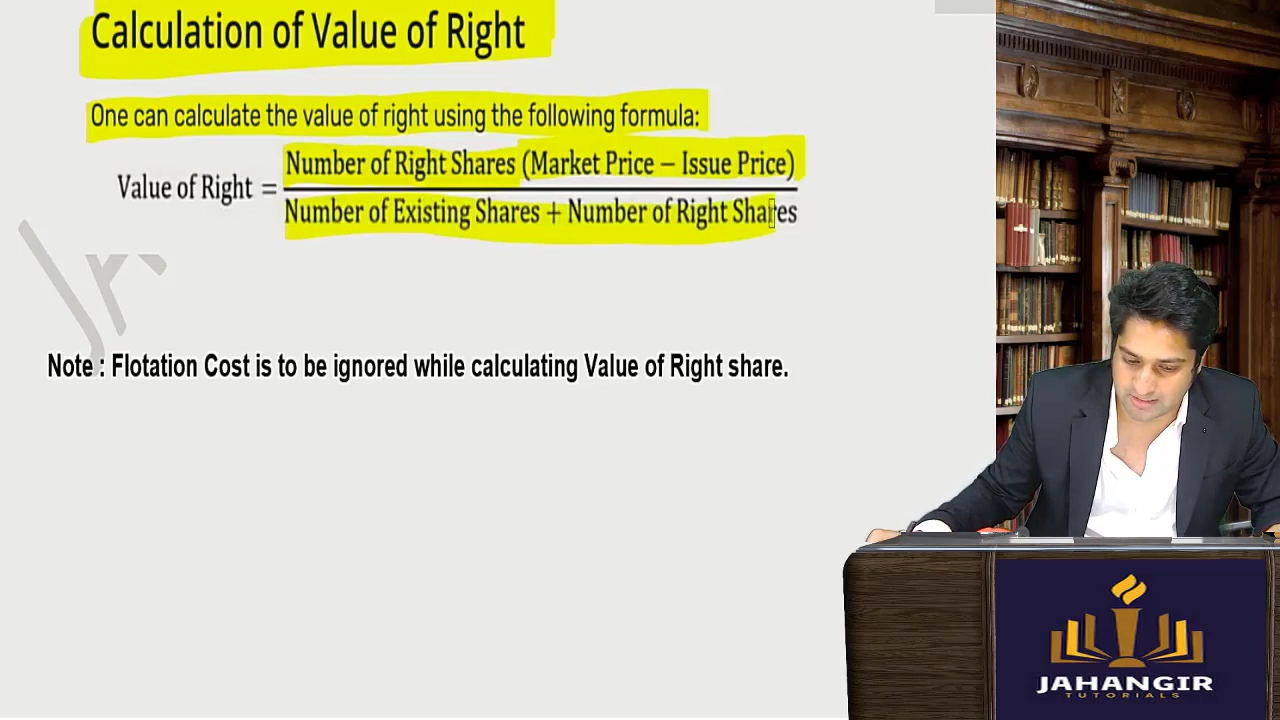 Calculation of Value of Right
One can calculate the value of right using the following formula:
Number of Right Shares (Market Price − Issue Price)
Value of Right =
Number of Existing Shares + Number of Right Shares
Note : Flotation Cost is to be ignored while calculating Value of Right share.
JAHANGIR
TUTORIALS